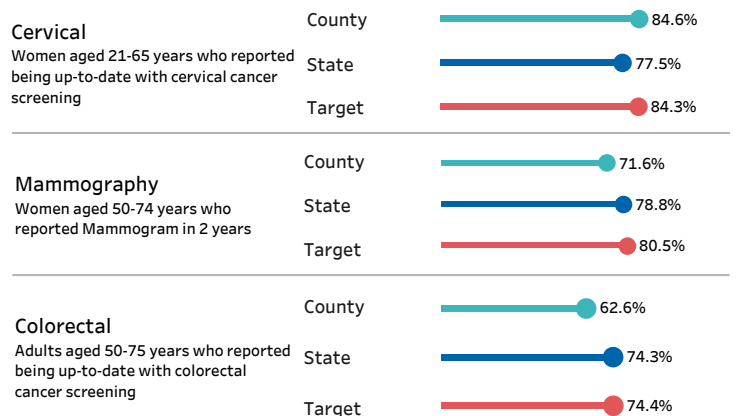 Cervical
Women aged 21-65 years who reported
being up-to-date with cervical cancer
screening
County
84.6%
State
77.5%
Target
84.3%
Mammography
Women aged 50-74 years who
reported Mammogram in 2 years
County
71.6%
State
78.8%
Target
80.5%
Colorectal
Adults aged 50-75 years who reported
being up-to-date with colorectal
cancer screening
County
62.6%
State
74.3%
Target
74.4%